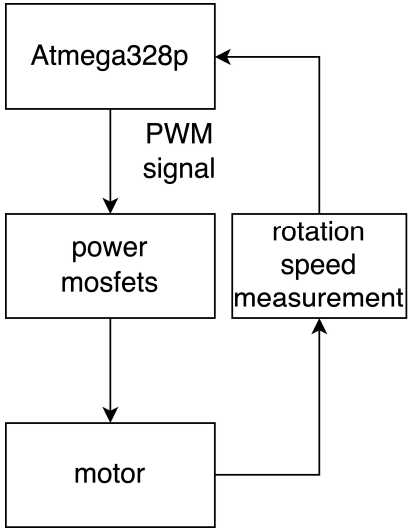 Atmega328p
PWM
signal
power
mosfets
rotation
speed
measurement
motor